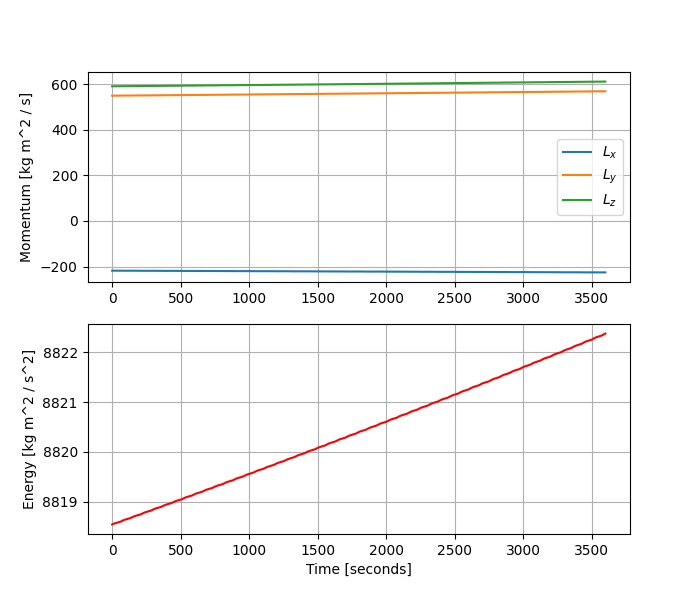 Momentum [kg m^2 / s]
600
400
200
0
−200
L_x
L_y
L_z
0 500 1000 1500 2000 2500 3000 3500
Energy [kg m^2 / s^2]
8822
8821
8820
8819
0 500 1000 1500 2000 2500 3000 3500
Time [seconds]